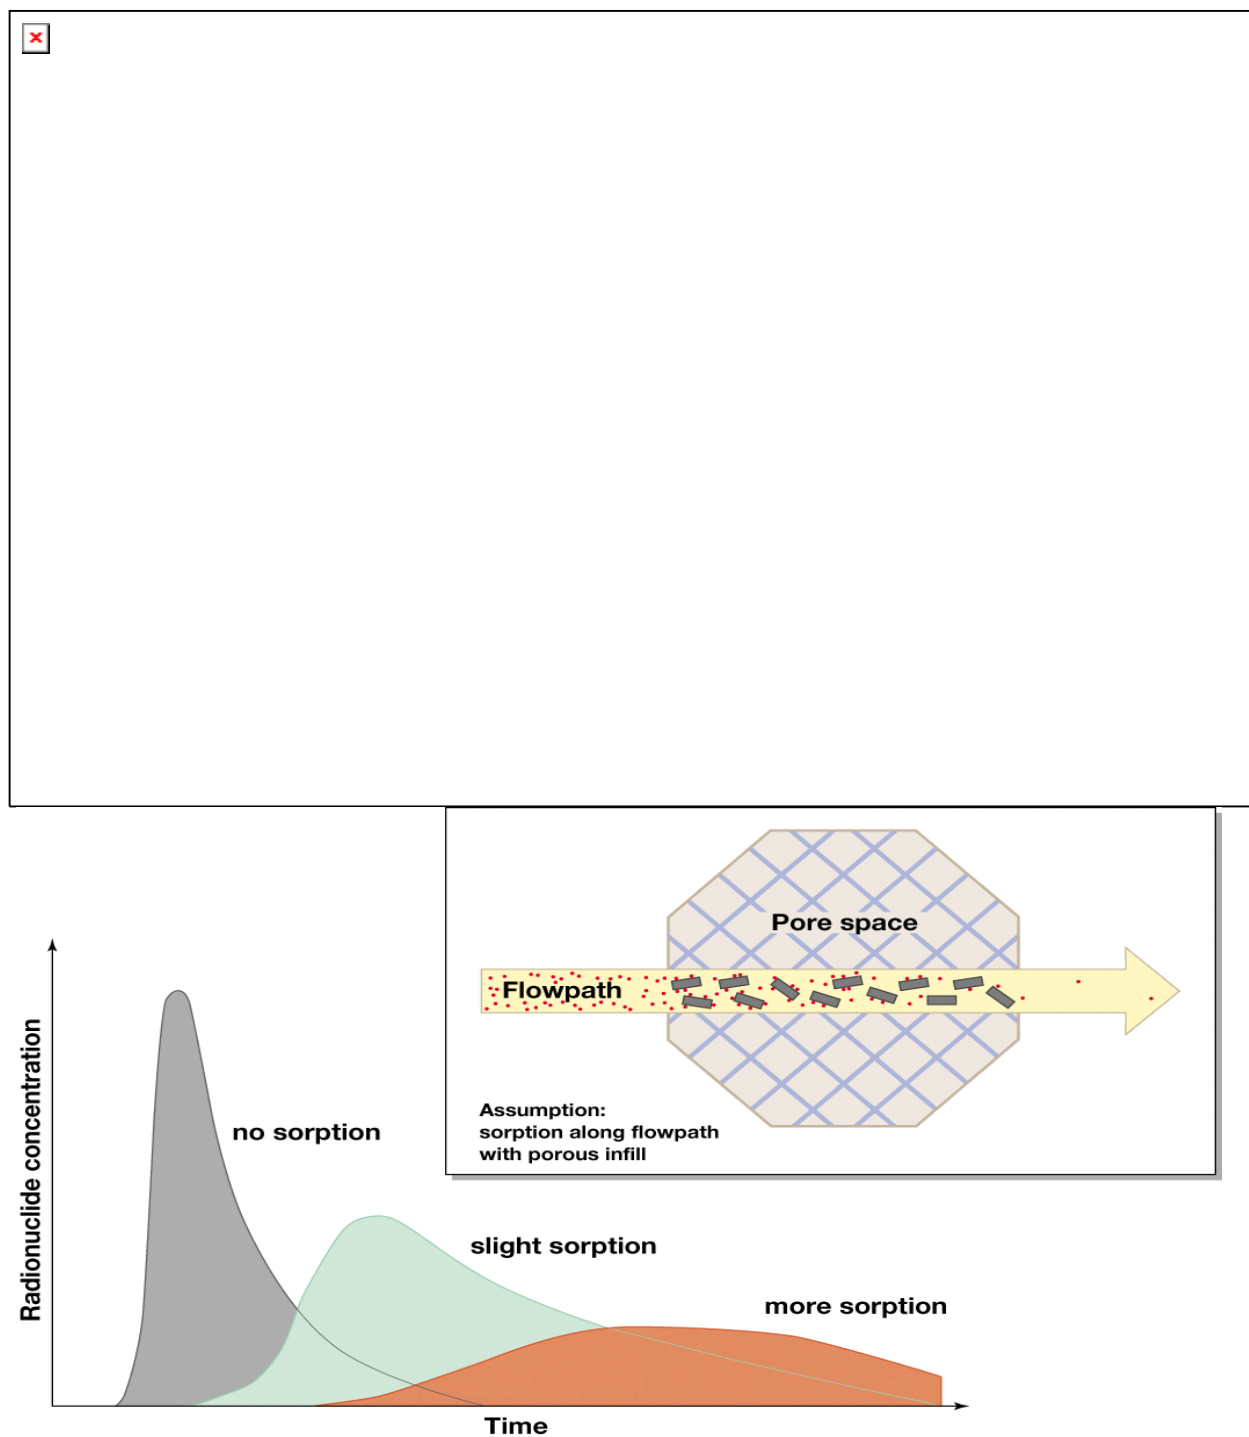 Pore space
Flowpath
Assumption:
sorption along flowpath
with porous infill
Radionuclide concentration
no sorption
slight sorption
more sorption
Time